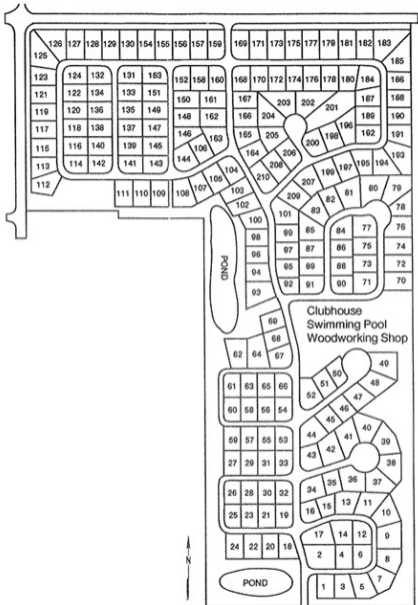 126 127 128 129 130 154 155 156 157 159 169 171 173 175 177 179 181 182 183
125 185
123 124 132 131 153 152 158 160 168 170 172 174 176 178 180 184 186
121 122 134 133 151 150 161 167 203 202 201 187 189
119 120 136 135 149 148 162 166 204 188 190
117 118 138 137 147 146 163 165 205 200 198 196 192 191
115 116 140 139 145 144 106 164 206
113 114 142 141 143 104 210 208 207 199 197 195 194 193
112 111 110 109 108 107 105 103 209 82 81 80 79
102 101 83 78
100 99 85 84 77 76
98 97 87 86 75 74
96 95 89 88 73 72
94 92 91 90 71 70
93
POND
69
68
62 64 67
Clubhouse
Swimming Pool
Woodworking Shop
50 49
52 51 48
61 63 65 66 47
60 58 56 54 45 46
44 41 40
59 57 55 53 43 42 39
27 29 31 33 38
26 28 30 32 34 35 36 37
25 23 21 19 16 15 13 11 10
17 14 12 9
24 22 20 18 2 4 6 8
7
POND
1 3 5
N